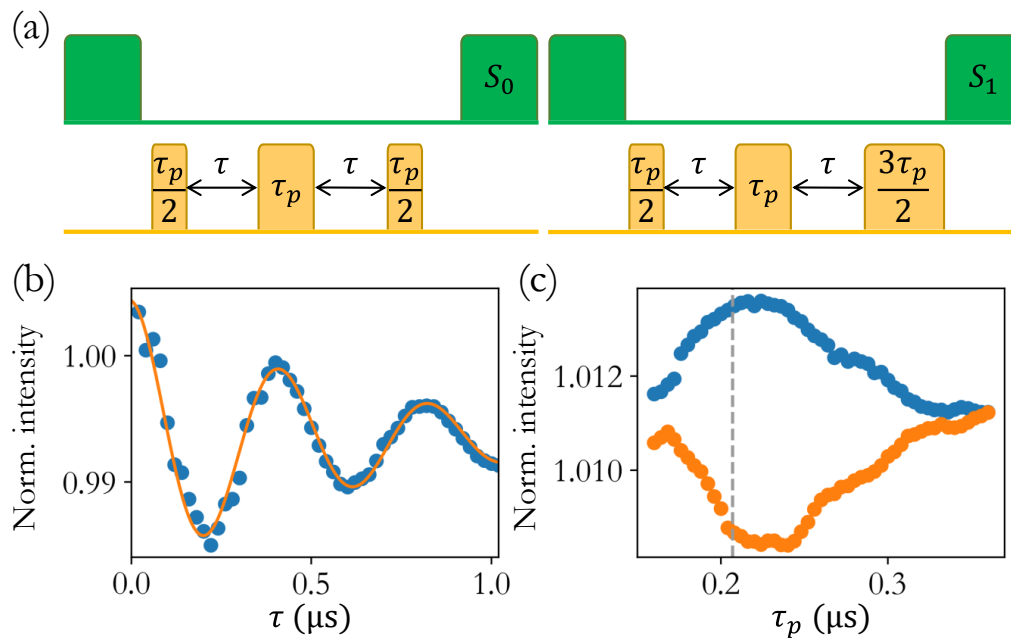 (a)
S₀
S₁
τₚ/2 τ τₚ τ τₚ/2
τₚ/2 τ τₚ τ 3τₚ/2
(b)
Norm. intensity
1.00
0.99
0.0 0.5 1.0
τ (μs)
(c)
Norm. intensity
1.012
1.010
0.2 0.3
τₚ (μs)